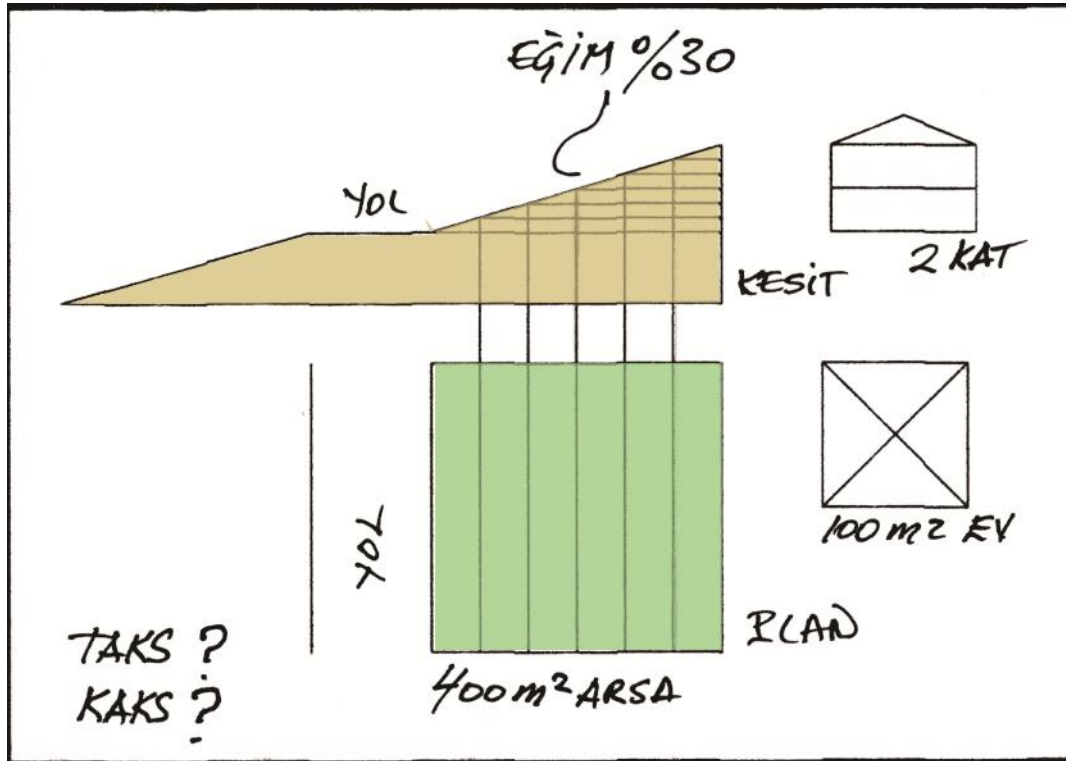 EĞİM %30
YOL
KESİT
2 KAT
YOL
100 m2 EV
PLAN
TAKS ?
KAKS ?
400 m² ARSA